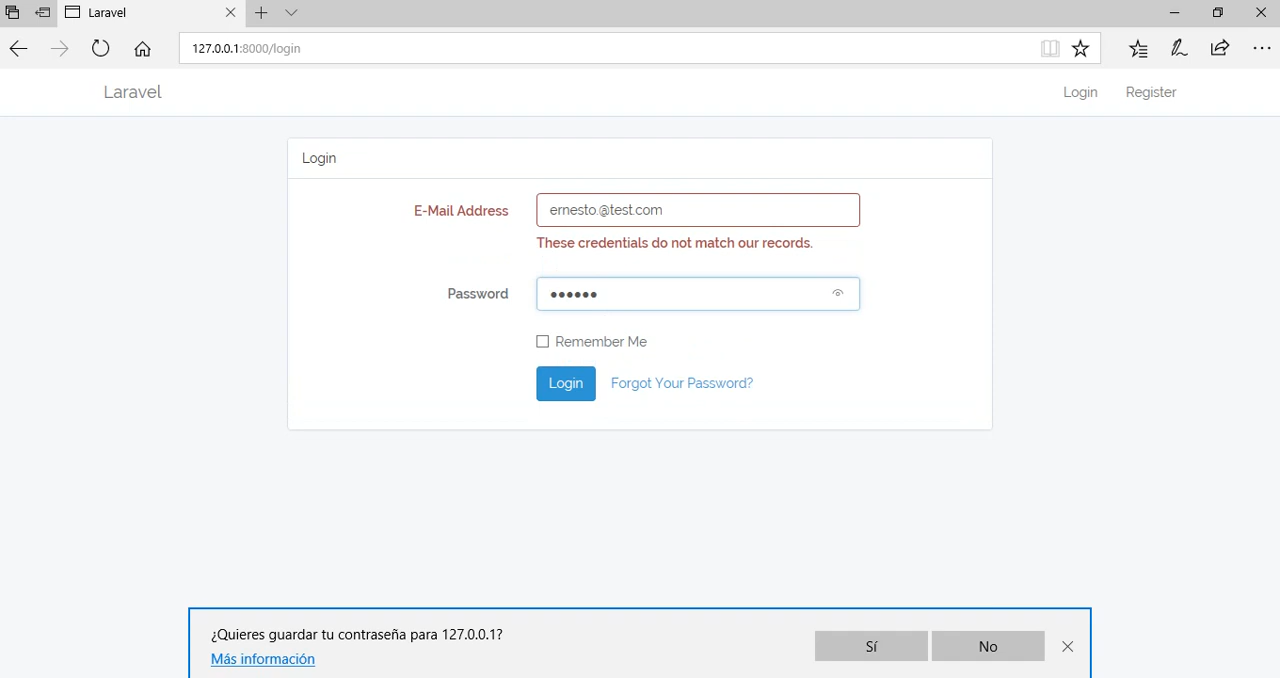 Laravel
127.0.0.1:8000/login
Laravel
Login Register
Login
E-Mail Address ernesto.@test.com
These credentials do not match our records.
Password ••••••
Remember Me
Login Forgot Your Password?
¿Quieres guardar tu contraseña para 127.0.0.1?
Más información
Sí No